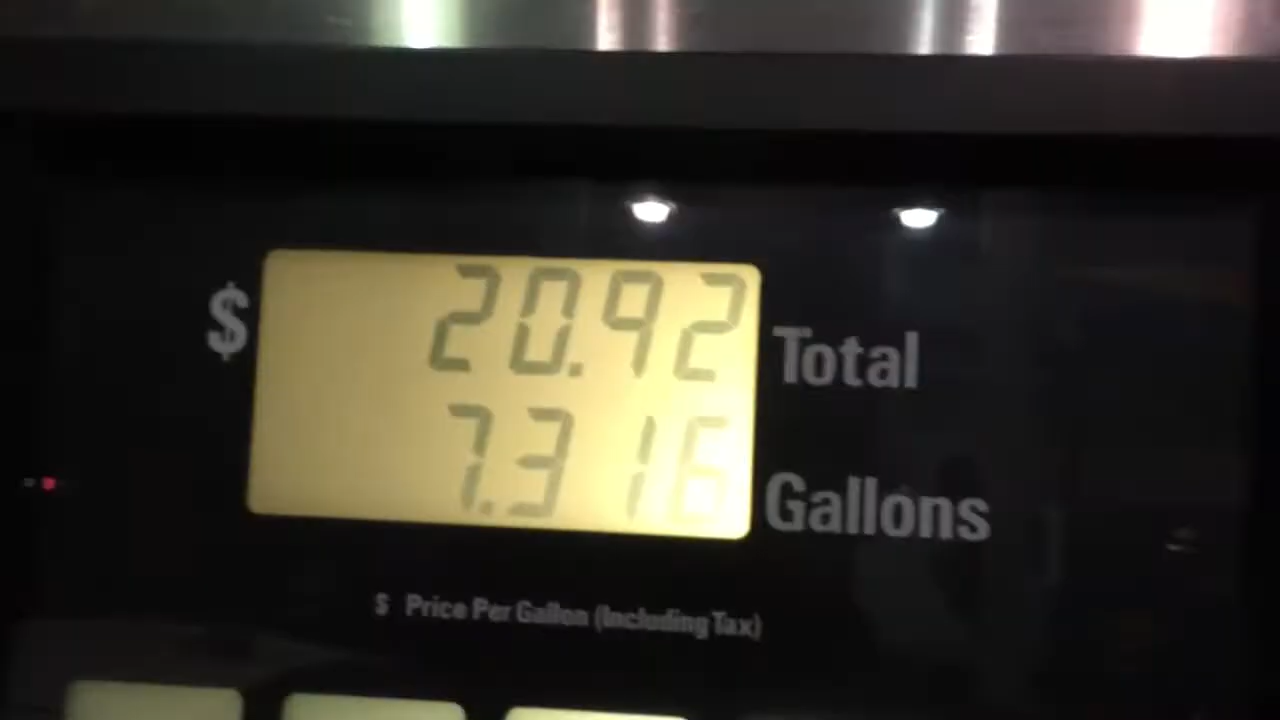 $ 20.92 Total
7.316 Gallons
$ Price Per Gallon (Including Tax)